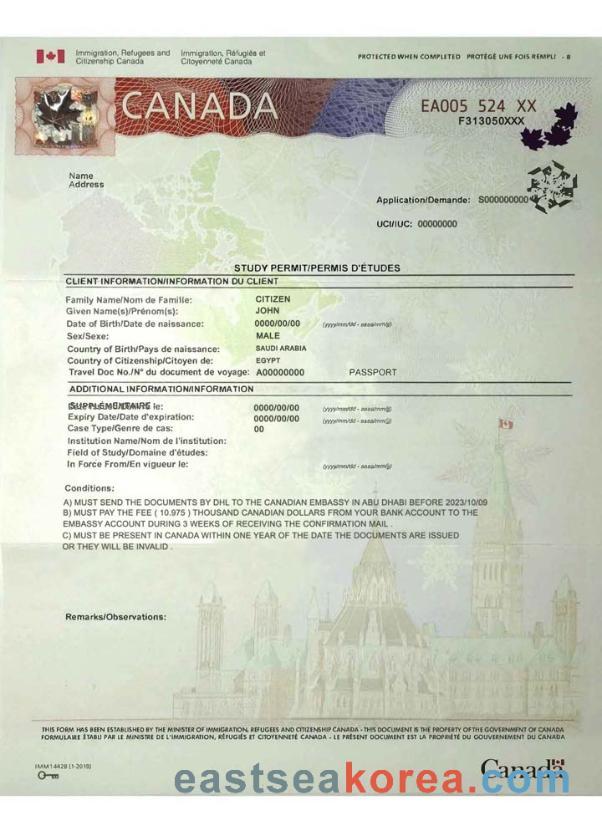 Immigration, Refugees and Citizenship Canada
Immigration, Réfugiés et Citoyenneté Canada
PROTECTED WHEN COMPLETED PROTÉGÉ UNE FOIS REMPLI - B
CANADA
EA005 524 XX
F313050XXX
Name
Address
Application/Demande: S000000000
UCI/IUC: 00000000
STUDY PERMIT/PERMIS D'ÉTUDES
CLIENT INFORMATION/INFORMATION DU CLIENT
Family Name/Nom de Famille: CITIZEN
Given Name(s)/Prénom(s): JOHN
Date of Birth/Date de naissance: 0000/00/00 (yyyy/mm/dd - aaaa/mm/jj)
Sex/Sexe: MALE
Country of Birth/Pays de naissance: SAUDI ARABIA
Country of Citizenship/Citoyen de: EGYPT
Travel Doc No./N° du document de voyage: A00000000 PASSPORT
ADDITIONAL INFORMATION/INFORMATION
SUPPLÉMENTAIRE
le: 0000/00/00 (yyyy/mm/dd - aaaa/mm/jj)
Expiry Date/Date d'expiration: 0000/00/00 (yyyy/mm/dd - aaaa/mm/jj)
Case Type/Genre de cas: 00
Institution Name/Nom de l'institution:
Field of Study/Domaine d'études:
In Force From/En vigueur le: (yyyy/mm/dd - aaaa/mm/jj)
Conditions:
A) MUST SEND THE DOCUMENTS BY DHL TO THE CANADIAN EMBASSY IN ABU DHABI BEFORE 2023/10/09
B) MUST PAY THE FEE ( 10.975 ) THOUSAND CANADIAN DOLLARS FROM YOUR BANK ACCOUNT TO THE
EMBASSY ACCOUNT DURING 3 WEEKS OF RECEIVING THE CONFIRMATION MAIL .
C) MUST BE PRESENT IN CANADA WITHIN ONE YEAR OF THE DATE THE DOCUMENTS ARE ISSUED
OR THEY WILL BE INVALID .
Remarks/Observations:
THIS FORM HAS BEEN ESTABLISHED BY THE MINISTER OF IMMIGRATION, REFUGEES AND CITIZENSHIP CANADA - THIS DOCUMENT IS THE PROPERTY OF THE GOVERNMENT OF CANADA
FORMULAIRE ÉTABLI PAR LE MINISTRE DE L'IMMIGRATION, RÉFUGIÉS ET CITOYENNETÉ CANADA - LE PRÉSENT DOCUMENT EST LA PROPRIÉTÉ DU GOUVERNEMENT DU CANADA
Canada
eastseakorea.com